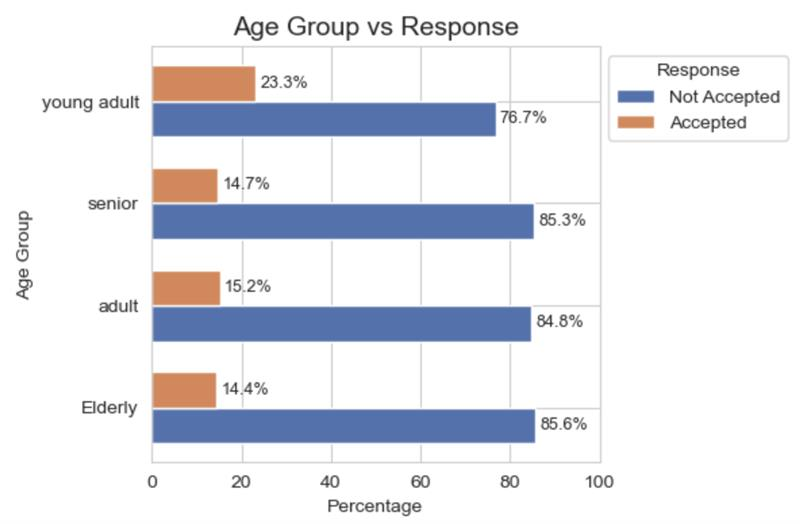 Age Group vs Response
Response
Not Accepted
Accepted
Age Group
young adult
23.3%
76.7%
senior
14.7%
85.3%
adult
15.2%
84.8%
Elderly
14.4%
85.6%
0 20 40 60 80 100
Percentage